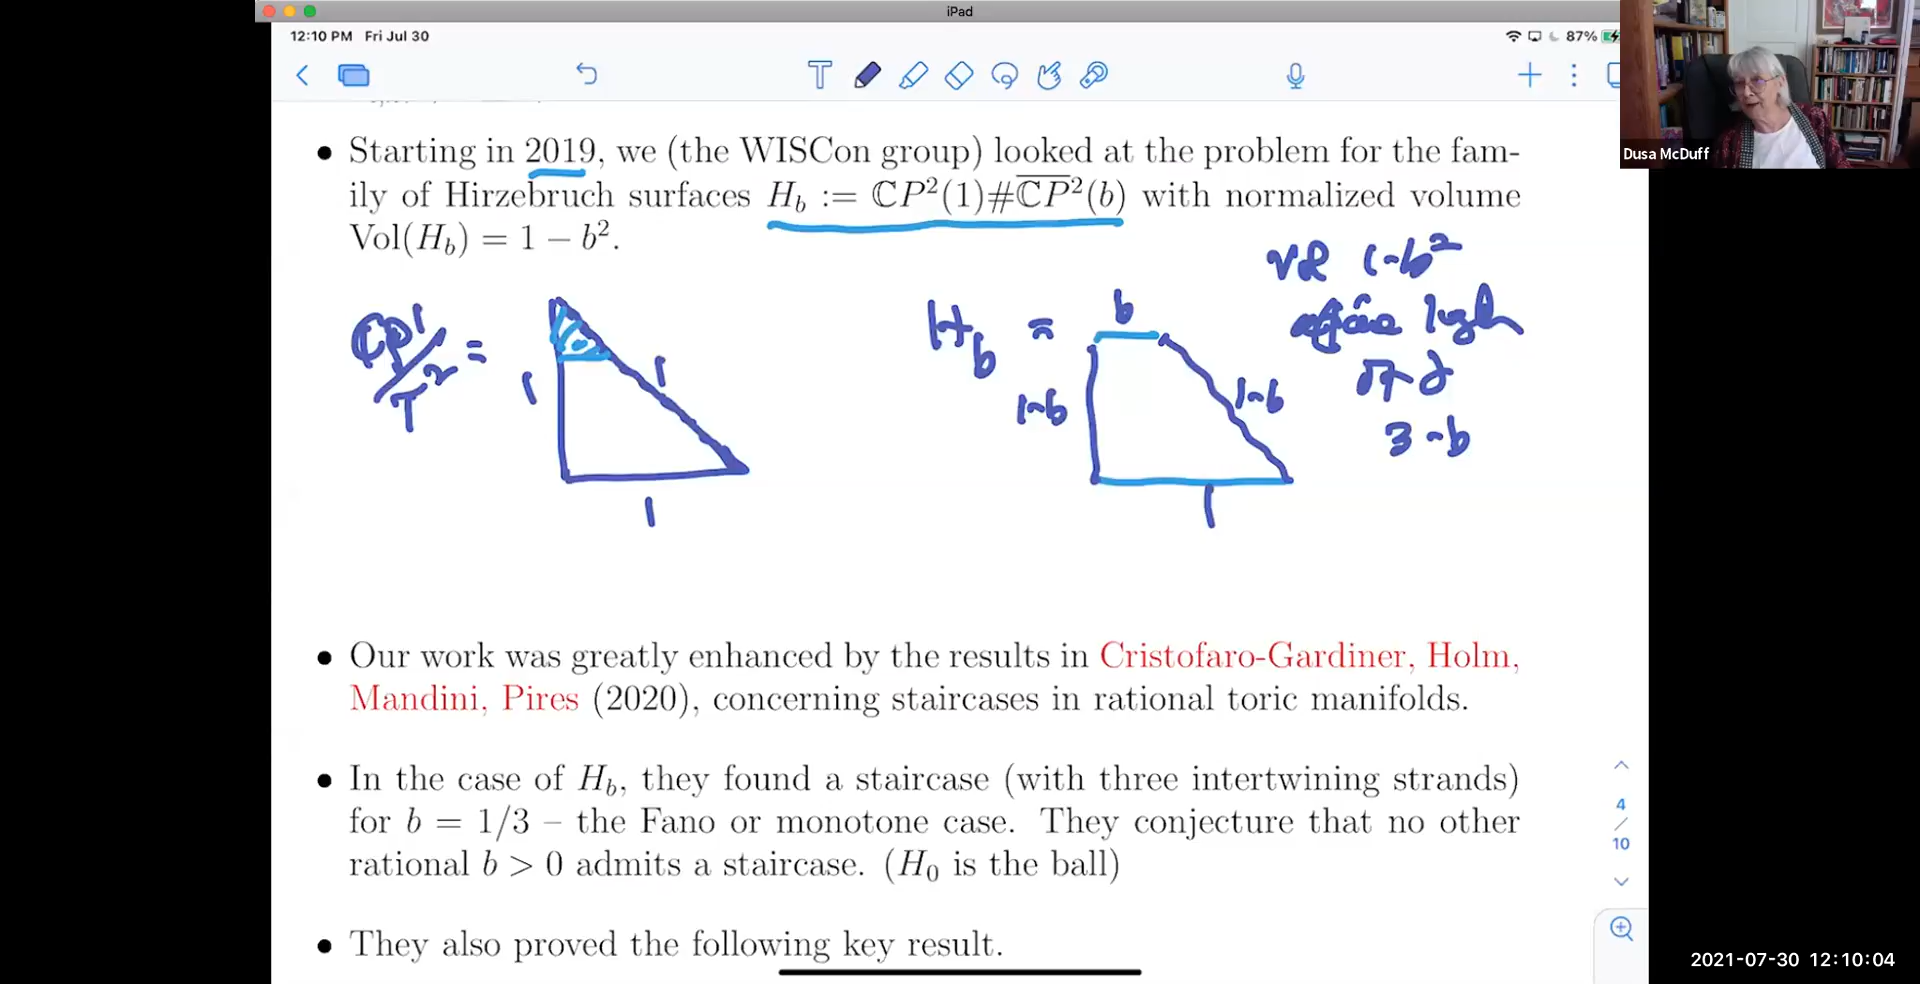 iPad
12:10 PM Fri Jul 30
87%
Dusa McDuff
• Starting in 2019, we (the WISCon group) looked at the problem for the fam-
ily of Hirzebruch surfaces H_b := ℂP²(1)#\overline{ℂP}²(b) with normalized volume
Vol(H_b) = 1 − b².
ℂP¹/T² =
1
1
1
H_b =
b
1-b
1-b
1
1-b²
affine length
of ∂
3-b
• Our work was greatly enhanced by the results in Cristofaro-Gardiner, Holm,
Mandini, Pires (2020), concerning staircases in rational toric manifolds.
• In the case of H_b, they found a staircase (with three intertwining strands)
for b = 1/3 – the Fano or monotone case. They conjecture that no other
rational b > 0 admits a staircase. (H₀ is the ball)
• They also proved the following key result.
4
/
10
2021-07-30 12:10:04